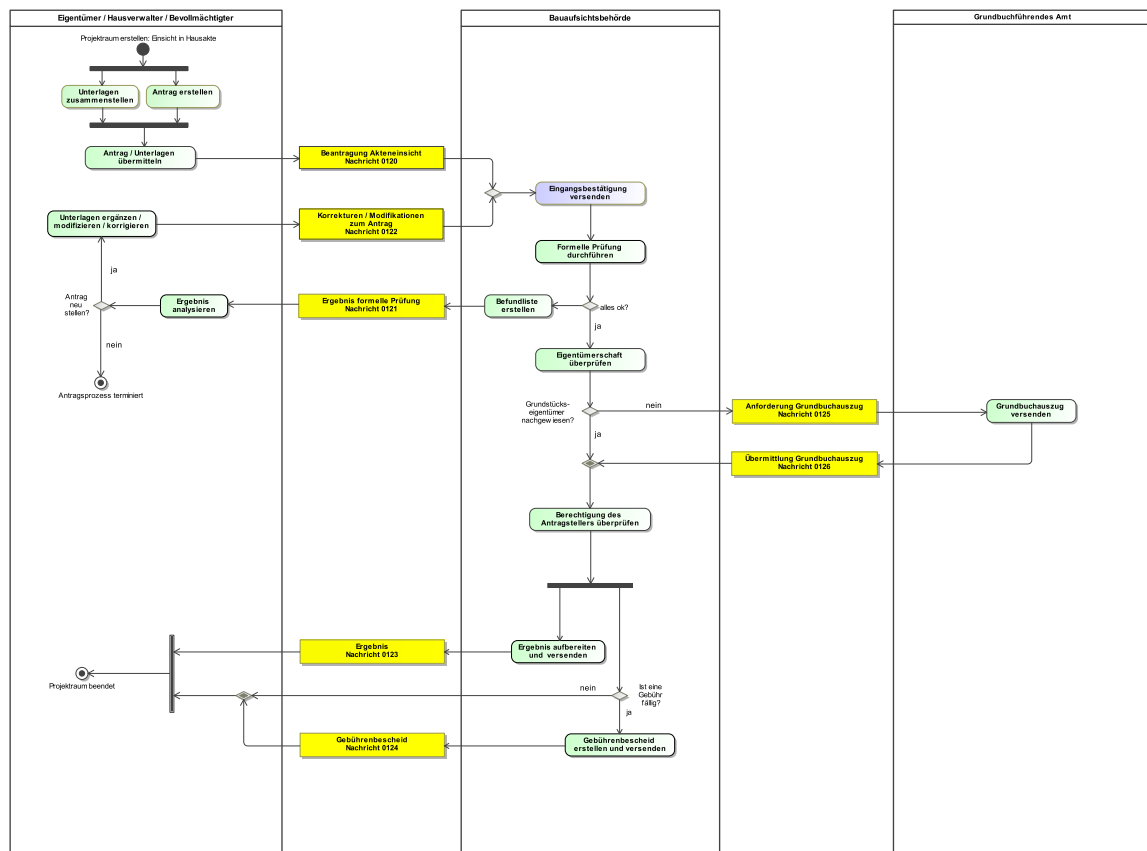 Eigentümer / Hausverwalter / Bevollmächtigter
Bauaufsichtsbehörde
Grundbuchführendes Amt
Projektraum erstellen: Einsicht in Hausakte
Unterlagen
zusammenstellen
Antrag erstellen
Antrag / Unterlagen
übermitteln
Beantragung Akteneinsicht
Nachricht 0120
Eingangsbestätigung
versenden
Unterlagen ergänzen /
modifizieren / korrigieren
Korrekturen / Modifikationen
zum Antrag
Nachricht 0122
Formelle Prüfung
durchführen
ja
Antrag
neu
stellen?
Ergebnis
analysieren
Ergebnis formelle Prüfung
Nachricht 0121
Befundliste
erstellen
alles ok?
ja
nein
Eigentümerschaft
überprüfen
Antragsprozess terminiert
Grundstücks-
eigentümer
nachgewiesen?
nein
Anforderung Grundbuchauszug
Nachricht 0125
Grundbuchauszug
versenden
ja
Übermittlung Grundbuchauszug
Nachricht 0126
Berechtigung des
Antragstellers überprüfen
Ergebnis
Nachricht 0123
Ergebnis aufbereiten
und versenden
Projektraum beendet
nein
Ist eine
Gebühr
fällig?
ja
Gebührenbescheid
Nachricht 0124
Gebührenbescheid
erstellen und versenden